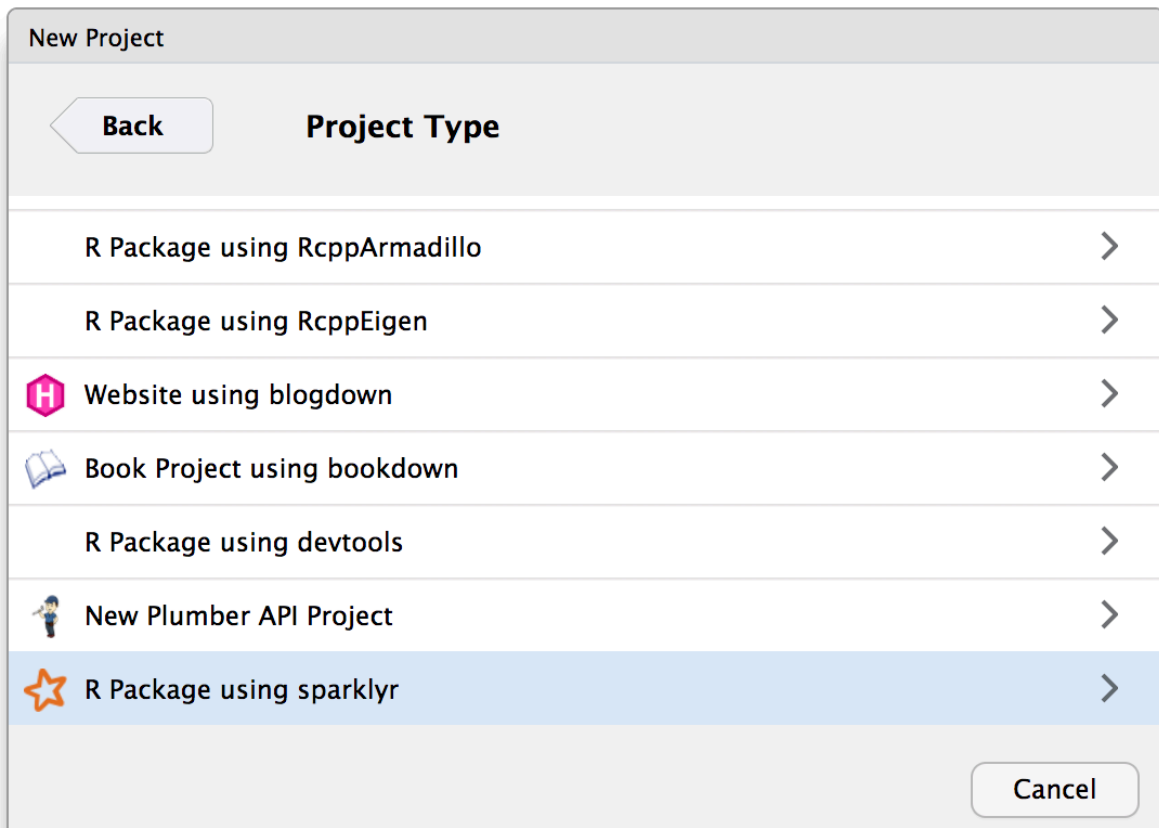 New Project
Back
Project Type
R Package using RcppArmadillo
R Package using RcppEigen
H
Website using blogdown
Book Project using bookdown
R Package using devtools
New Plumber API Project
R Package using sparklyr
Cancel